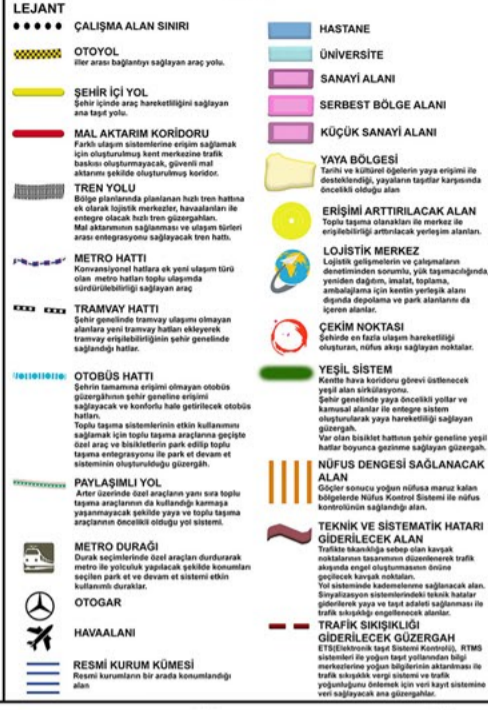 LEJANT
ÇALIŞMA ALAN SINIRI
OTOYOL
iller arası bağlantıyı sağlayan araç yolu.
ŞEHİR İÇİ YOL
Şehir içinde araç hareketliliğini sağlayan
ana taşıt yolu.
MAL AKTARIM KORİDORU
Farklı ulaşım sistemlerine erişim sağlamak
için oluşturulmuş kent merkezine trafik
baskısı oluşturmayacak, güvenli mal
aktarımı şekilde oluşturulmuş koridor.
TREN YOLU
Bölge planlarında planlanan hızlı tren hattına
ek olarak lojistik merkezler, havaalanları ile
entegre olacak hızlı tren güzergahları.
Mal aktarımının sağlanması ve ulaşım türleri
arası entegrasyonu sağlayacak tren hattı.
METRO HATTI
Konvansiyonel hatlara ek yeni ulaşım türü
olan metro hatları toplu ulaşımda
sürdürülebilirliği sağlayan araç
TRAMVAY HATTI
Şehir genelinde tramvay ulaşımı olmayan
alanlara yeni tramvay hatları ekleyerek
tramvay erişilebilirliğinin şehir genelinde
sağlandığı hatlar.
OTOBÜS HATTI
Şehrin tamamına erişimi olmayan otobüs
güzergâhının şehir geneline erişimi
sağlayacak ve konforlu hale getirilecek otobüs
hatları.
Toplu taşıma sistemlerinin etkin kullanımını
sağlamak için toplu taşıma araçlarına geçişte
özel araç ve bisikletlerin park edilip toplu
taşıma entegrasyonu ile park et devam et
sisteminin oluşturulduğu güzergâh.
PAYLAŞIMLI YOL
Arter üzerinde özel araçların yanı sıra toplu
taşıma araçlarının da kullandığı karmaşa
yaşanmayacak şekilde yaya ve toplu taşıma
araçlarının öncelikli olduğu yol sistemi.
METRO DURAĞI
Durak seçimlerinde özel araçları durdurarak
metro ile yolculuk yapılacak şekilde konumları
seçilen park et ve devam et sistemi etkin
kullanımlı duraklar.
OTOGAR
HAVAALANI
RESMİ KURUM KÜMESİ
Resmi kurumların bir arada konumlandığı
alan
HASTANE
ÜNİVERSİTE
SANAYİ ALANI
SERBEST BÖLGE ALANI
KÜÇÜK SANAYİ ALANI
YAYA BÖLGESİ
Tarihi ve kültürel öğelerin yaya erişimi ile
desteklendiği, yayaların taşıtlar karşısında
öncelikli olduğu alan
ERİŞİMİ ARTTIRILACAK ALAN
Toplu taşıma olanakları ile merkez ile
erişilebilirliği arttırılacak yerleşim alanları.
LOJİSTİK MERKEZ
Lojistik gelişmelerin ve çalışmaların
denetiminden sorumlu, yük taşımacılığında,
yeniden dağıtım, imalat, toplama,
ambalajlama için kentin yerleşik alanı
dışında depolama ve park alanlarını da
içeren alanlar.
ÇEKİM NOKTASI
Şehirde en fazla ulaşım hareketliliği
oluşturan, nüfus akışı sağlayan noktalar.
YEŞİL SİSTEM
Kentte hava koridoru görevi üstlenecek
yeşil alan sirkülasyonu.
Şehir genelinde yaya öncelikli yollar ve
kamusal alanlar ile entegre sistem
oluşturularak yaya hareketliliği sağlayan
güzergah.
Var olan bisiklet hattının şehir geneline yeşil
hatlar boyunca gezinme sağlayan güzergah.
NÜFUS DENGESİ SAĞLANACAK
ALAN
Göçler sonucu yoğun nüfusa maruz kalan
bölgelerde Nüfus Kontrol Sistemi ile nüfus
kontrolünün sağlandığı alan.
TEKNİK VE SİSTEMATİK HATARI
GİDERİLECEK ALAN
Trafikte tıkanıklığa sebep olan kavşak
noktalarının tasarımının düzenlenerek trafik
akışında engel oluşturmasının önüne
geçilecek kavşak noktaları.
Yol sisteminde kademelenme sağlanacak alan.
Sinyalizasyon sistemlerindeki teknik hatalar
giderilerek yaya ve taşıt adaleti sağlanması ile
trafik sıkışıklığı engellenecek alanlar.
TRAFİK SIKIŞIKLIĞI
GİDERİLECEK GÜZERGAH
ETS(Elektronik taşıt Sistemi Kontrolü), RTMS
sistemleri ile yoğun taşıt yollarından bilgi
merkezlerine yoğun bilgilerinin aktarılması ile
trafik sıkışıklık vergi sistemi ve trafik
yoğunluğunu önlemek için veri kayıt sistemine
veri sağlayacak ana güzergahlar.